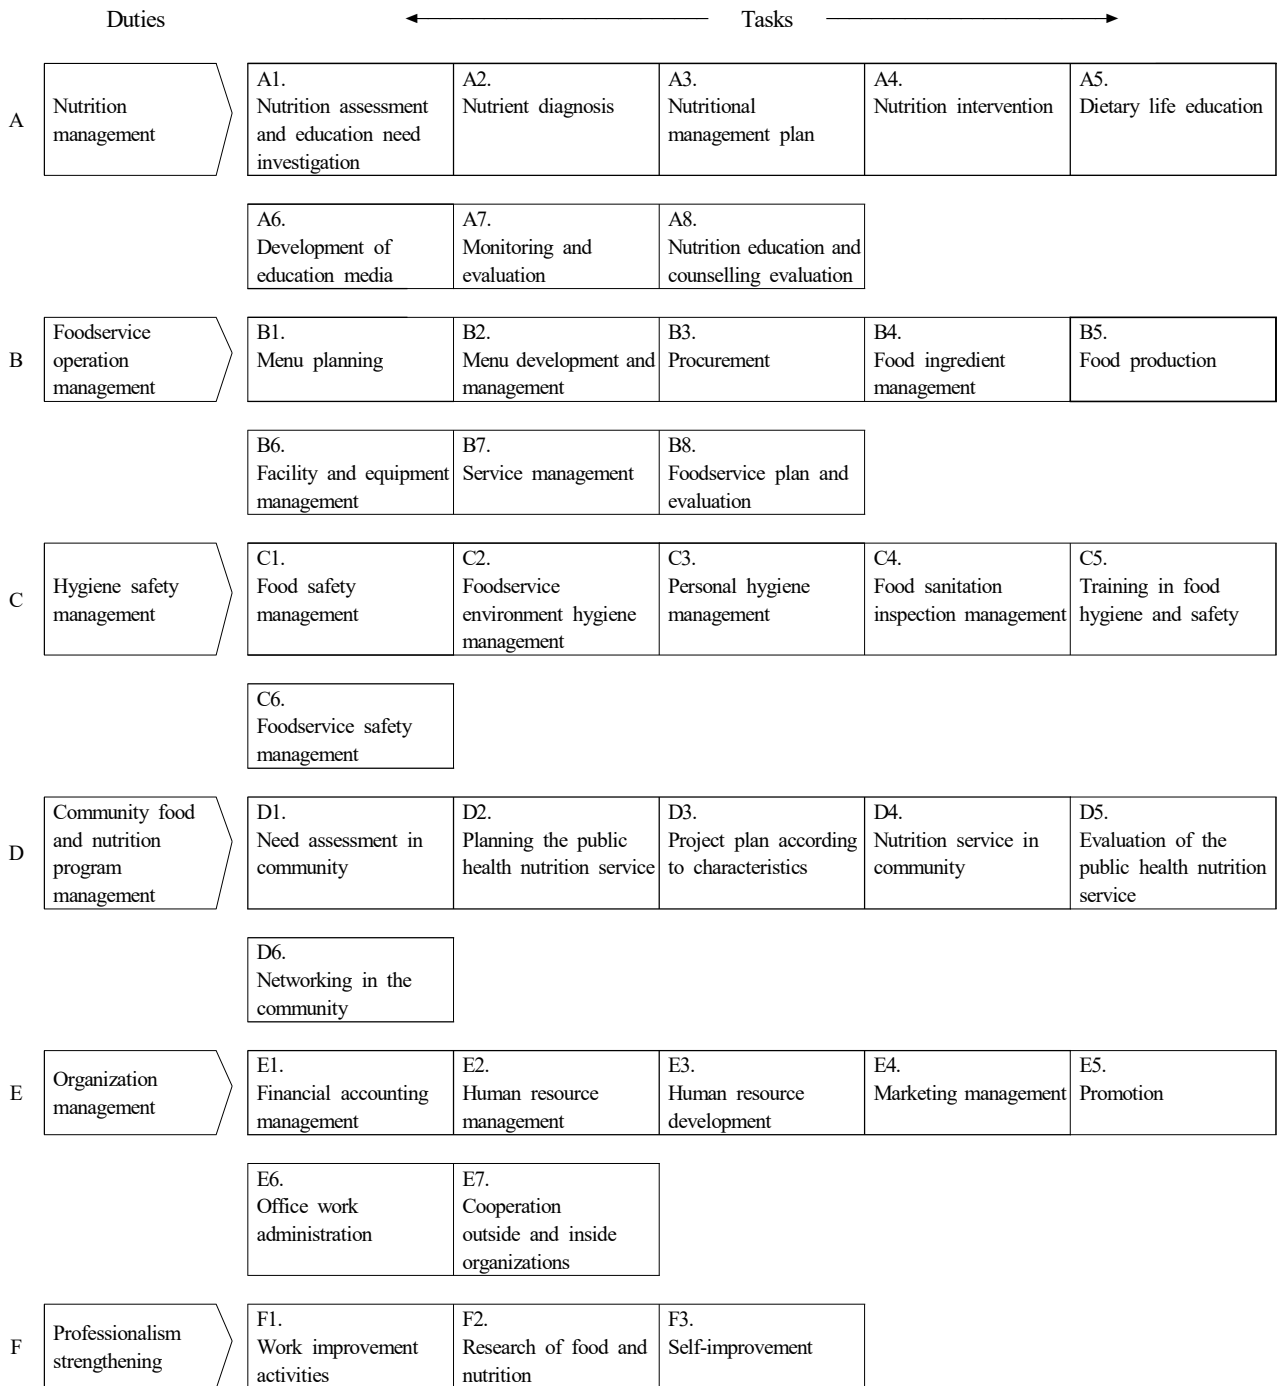 Duties
Tasks
A
Nutrition
management
A1.
Nutrition assessment
and education need
investigation
A2.
Nutrient diagnosis
A3.
Nutritional
management plan
A4.
Nutrition intervention
A5.
Dietary life education
A6.
Development of
education media
A7.
Monitoring and
evaluation
A8.
Nutrition education and
counselling evaluation
B
Foodservice
operation
management
B1.
Menu planning
B2.
Menu development and
management
B3.
Procurement
B4.
Food ingredient
management
B5.
Food production
B6.
Facility and equipment
management
B7.
Service management
B8.
Foodservice plan and
evaluation
C
Hygiene safety
management
C1.
Food safety
management
C2.
Foodservice
environment hygiene
management
C3.
Personal hygiene
management
C4.
Food sanitation
inspection management
C5.
Training in food
hygiene and safety
C6.
Foodservice safety
management
D
Community food
and nutrition
program
management
D1.
Need assessment in
community
D2.
Planning the public
health nutrition service
D3.
Project plan according
to characteristics
D4.
Nutrition service in
community
D5.
Evaluation of the
public health nutrition
service
D6.
Networking in the
community
E
Organization
management
E1.
Financial accounting
management
E2.
Human resource
management
E3.
Human resource
development
E4.
Marketing management
E5.
Promotion
E6.
Office work
administration
E7.
Cooperation
outside and inside
organizations
F
Professionalism
strengthening
F1.
Work improvement
activities
F2.
Research of food and
nutrition
F3.
Self-improvement